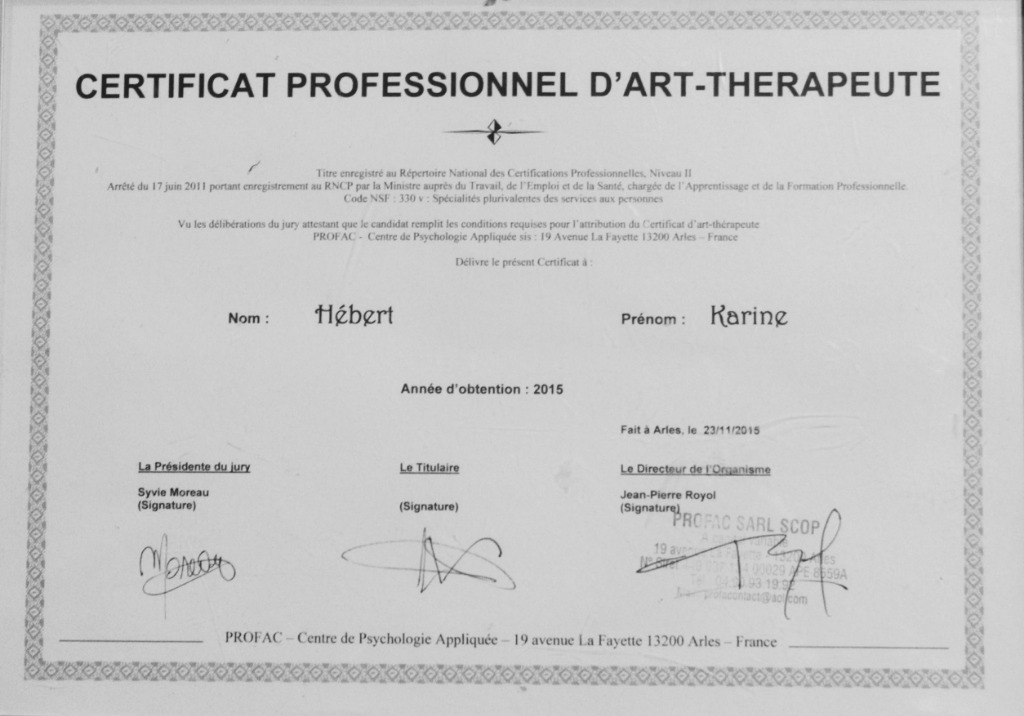 CERTIFICAT PROFESSIONNEL D'ART-THERAPEUTE
Titre enregistré au Répertoire National des Certifications Professionnelles, Niveau II
Arrêté du 17 juin 2011 portant enregistrement au RNCP par la Ministre auprès du Travail, de l'Emploi et de la Santé, chargée de l'Apprentissage et de la Formation Professionnelle
Code NSF : 330 v : Spécialités plurivalentes des services aux personnes
Vu les délibérations du jury attestant que le candidat remplit les conditions requises pour l'attribution du Certificat d'art-thérapeute
PROFAC - Centre de Psychologie Appliquée sis : 19 Avenue La Fayette 13200 Arles – France
Délivre le présent Certificat à :
Nom : Hébert Prénom : Karine
Année d'obtention : 2015
Fait à Arles, le 23/11/2015
La Présidente du jury Le Titulaire Le Directeur de l'Organisme
Syvie Moreau Jean-Pierre Royol
(Signature) (Signature) (Signature)
PROFAC SARL SCOP
Moreau
PROFAC – Centre de Psychologie Appliquée – 19 avenue La Fayette 13200 Arles – France